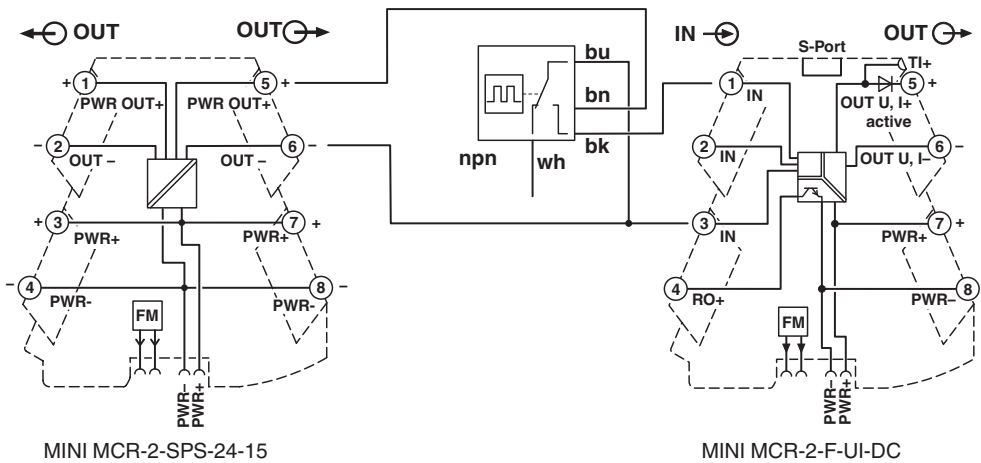 OUT OUT IN S-Port OUT
TI+
1 5 bu 1 5
+ + IN +
PWR OUT+ PWR OUT+ bn OUT U, I+
active
2 6 bk 2 6
− OUT − OUT − − npn wh IN OUT U, I− −
3 7 3 7
+ PWR+ PWR+ + IN PWR+ +
4 8 4 8
− PWR- PWR- − RO+ PWR−
FM FM
PWR− PWR+ PWR− PWR+
MINI MCR-2-SPS-24-15 MINI MCR-2-F-UI-DC